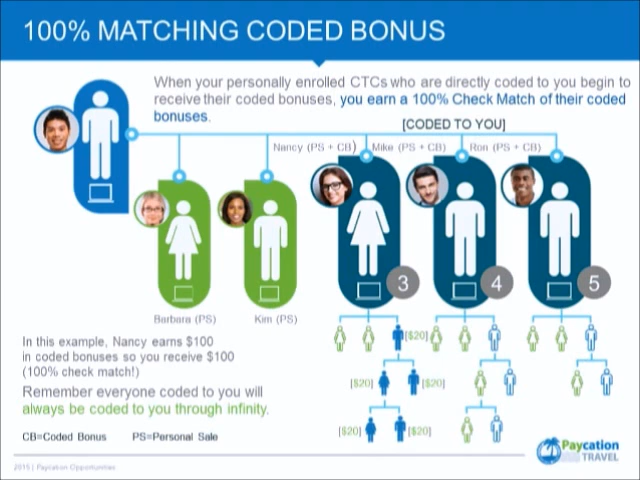 100% MATCHING CODED BONUS
When your personally enrolled CTCs who are directly coded to you begin to
receive their coded bonuses, you earn a 100% Check Match of their coded
bonuses.
[CODED TO YOU]
Nancy (PS + CB) Mike (PS + CB) Ron (PS + CB)
3 4 5
Barbara (PS) Kim (PS)
In this example, Nancy earns $100
in coded bonuses so you receive $100
(100% check match!)
[$20]
[$20] [$20]
Remember everyone coded to you will
always be coded to you through infinity.
[$20] [$20]
CB=Coded Bonus PS=Personal Sale
Paycation
TRAVEL
2015 | Paycation Opportunities